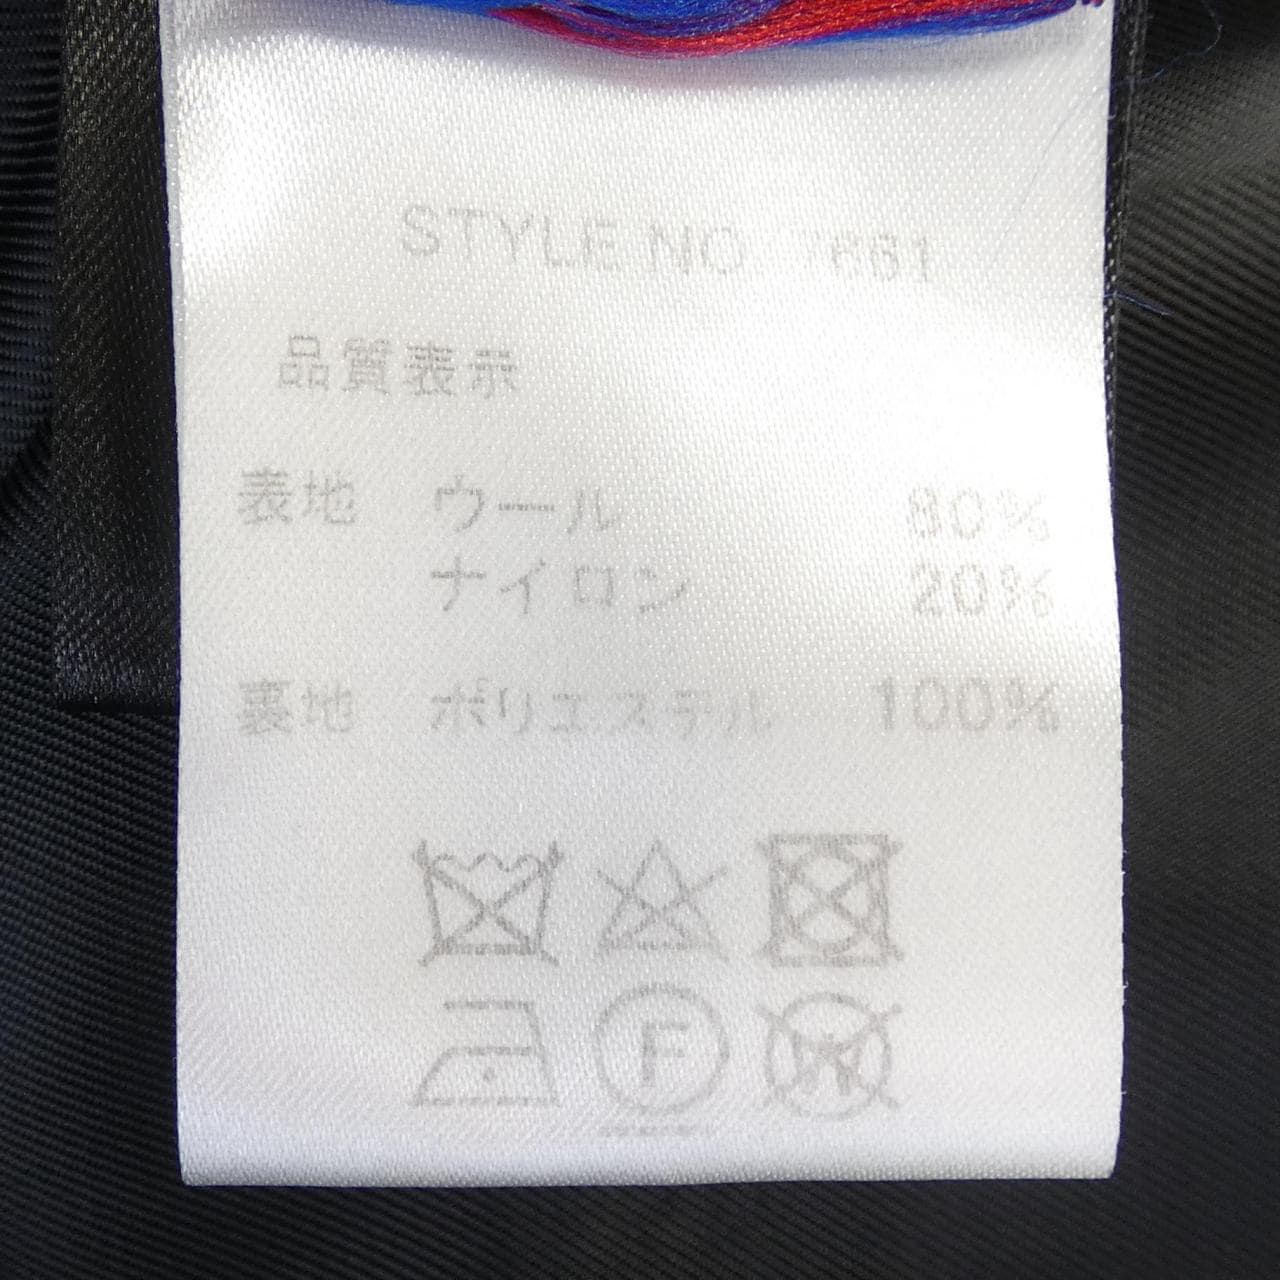 STYLE NO 7661
品質表示
表地 ウール 80%
ナイロン 20%
裏地 ポリエステル 100%
F
W